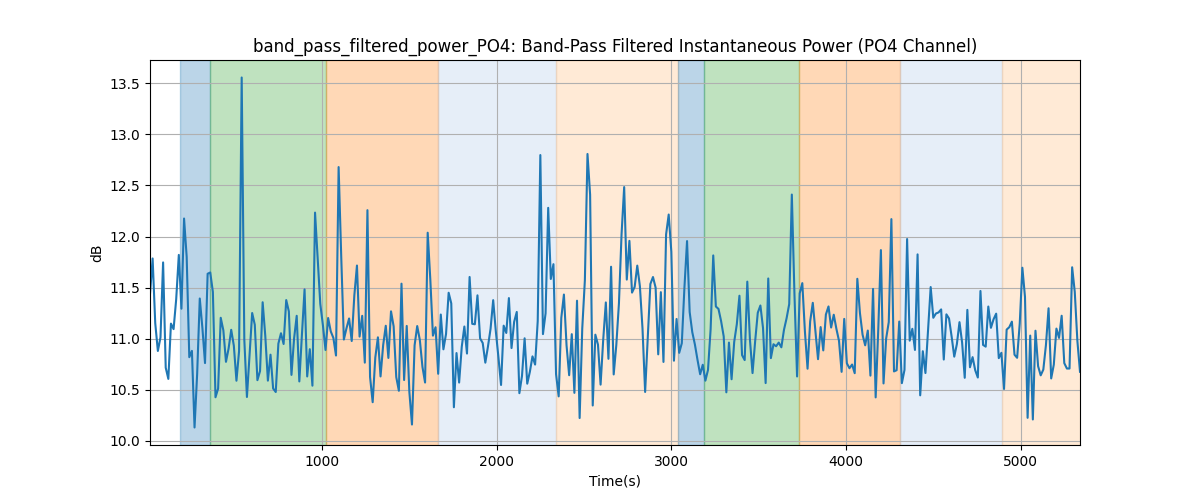 band_pass_filtered_power_PO4: Band-Pass Filtered Instantaneous Power (PO4 Channel)
13.5
13.0
12.5
12.0
11.5
11.0
10.5
10.0
dB
1000 2000 3000 4000 5000
Time(s)